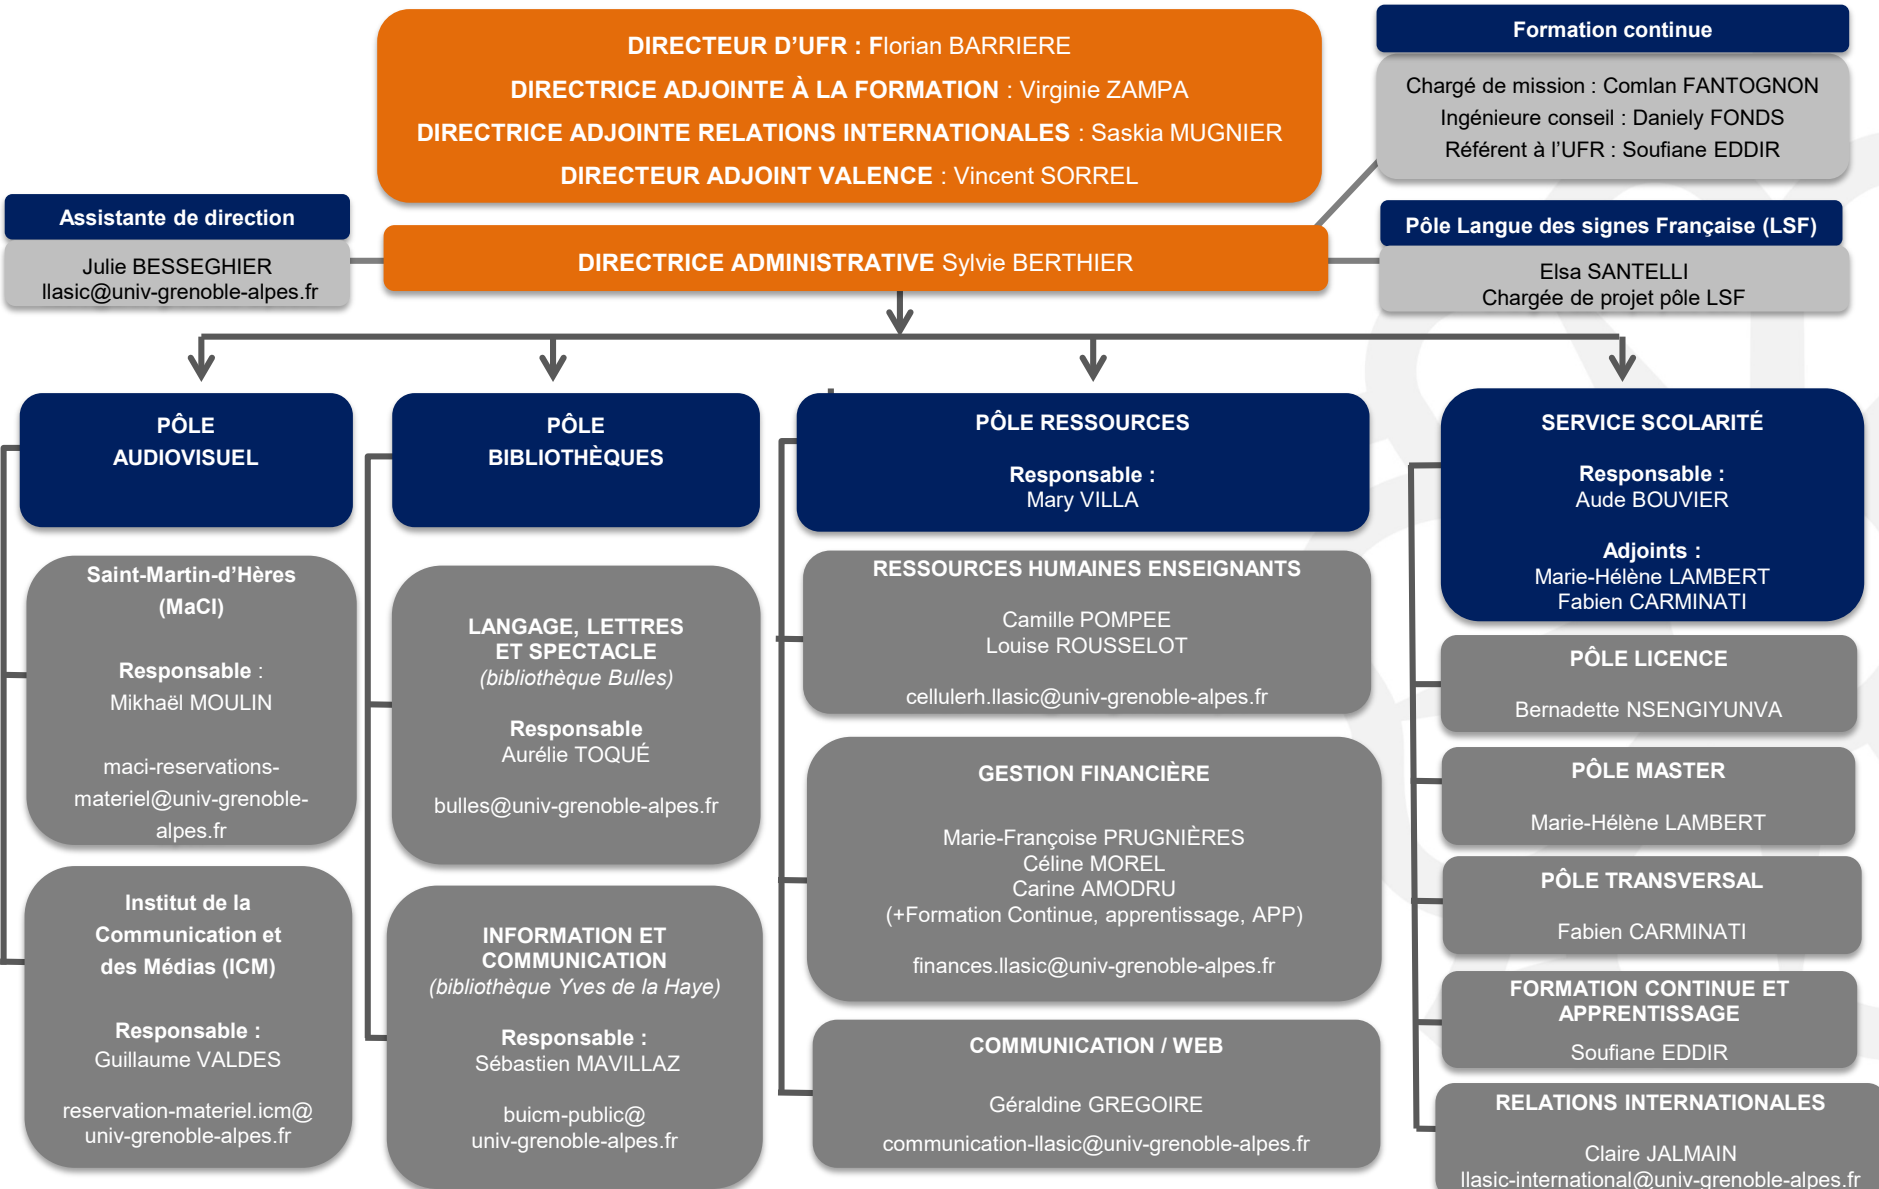 DIRECTEUR D'UFR : Florian BARRIERE
DIRECTRICE ADJOINTE À LA FORMATION : Virginie ZAMPA
DIRECTRICE ADJOINTE RELATIONS INTERNATIONALES : Saskia MUGNIER
DIRECTEUR ADJOINT VALENCE : Vincent SORREL
Formation continue
Chargé de mission : Comlan FANTOGNON
Ingénieure conseil : Daniely FONDS
Référent à l'UFR : Soufiane EDDIR
Assistante de direction
Julie BESSEGHIER
llasic@univ-grenoble-alpes.fr
DIRECTRICE ADMINISTRATIVE Sylvie BERTHIER
Pôle Langue des signes Française (LSF)
Elsa SANTELLI
Chargée de projet pôle LSF
PÔLE
AUDIOVISUEL
Saint-Martin-d'Hères
(MaCI)
Responsable :
Mikhaël MOULIN
maci-reservations-
materiel@univ-grenoble-
alpes.fr
Institut de la
Communication et
des Médias (ICM)
Responsable :
Guillaume VALDES
reservation-materiel.icm@
univ-grenoble-alpes.fr
PÔLE
BIBLIOTHÈQUES
LANGAGE, LETTRES
ET SPECTACLE
(bibliothèque Bulles)
Responsable
Aurélie TOQUÉ
bulles@univ-grenoble-alpes.fr
INFORMATION ET
COMMUNICATION
(bibliothèque Yves de la Haye)
Responsable :
Sébastien MAVILLAZ
buicm-public@
univ-grenoble-alpes.fr
PÔLE RESSOURCES
Responsable :
Mary VILLA
RESSOURCES HUMAINES ENSEIGNANTS
Camille POMPEE
Louise ROUSSELOT
cellulerh.llasic@univ-grenoble-alpes.fr
GESTION FINANCIÈRE
Marie-Françoise PRUGNIÈRES
Céline MOREL
Carine AMODRU
(+Formation Continue, apprentissage, APP)
finances.llasic@univ-grenoble-alpes.fr
COMMUNICATION / WEB
Géraldine GREGOIRE
communication-llasic@univ-grenoble-alpes.fr
SERVICE SCOLARITÉ
Responsable :
Aude BOUVIER
Adjoints :
Marie-Hélène LAMBERT
Fabien CARMINATI
PÔLE LICENCE
Bernadette NSENGIYUNVA
PÔLE MASTER
Marie-Hélène LAMBERT
PÔLE TRANSVERSAL
Fabien CARMINATI
FORMATION CONTINUE ET
APPRENTISSAGE
Soufiane EDDIR
RELATIONS INTERNATIONALES
Claire JALMAIN
llasic-international@univ-grenoble-alpes.fr